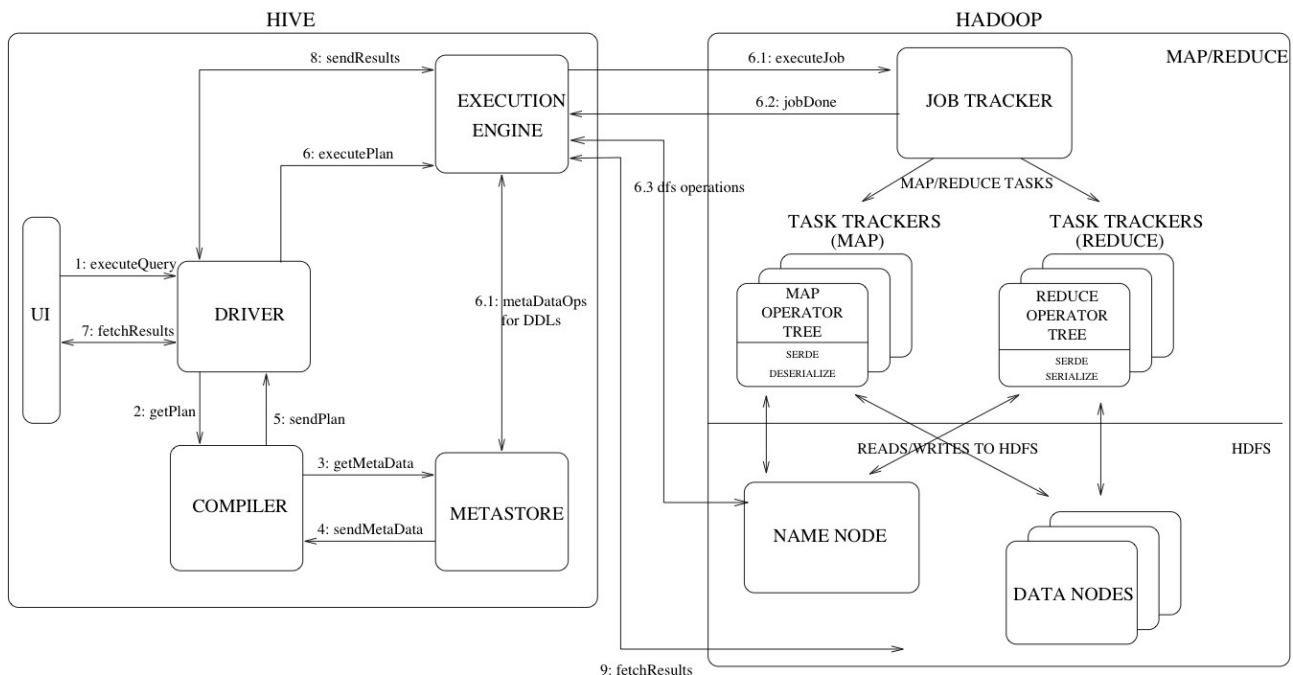 HIVE
HADOOP
8: sendResults
6.1: executeJob
MAP/REDUCE
EXECUTION
ENGINE
JOB TRACKER
6.2: jobDone
6: executePlan
6.3 dfs operations
MAP/REDUCE TASKS
TASK TRACKERS
(MAP)
TASK TRACKERS
(REDUCE)
1: executeQuery
UI
DRIVER
7: fetchResults
6.1: metaDataOps
for DDLs
MAP
OPERATOR
TREE
SERDE
DESERIALIZE
REDUCE
OPERATOR
TREE
SERDE
SERIALIZE
2: getPlan
5: sendPlan
READS/WRITES TO HDFS
HDFS
3: getMetaData
COMPILER
METASTORE
4: sendMetaData
NAME NODE
DATA NODES
9: fetchResults